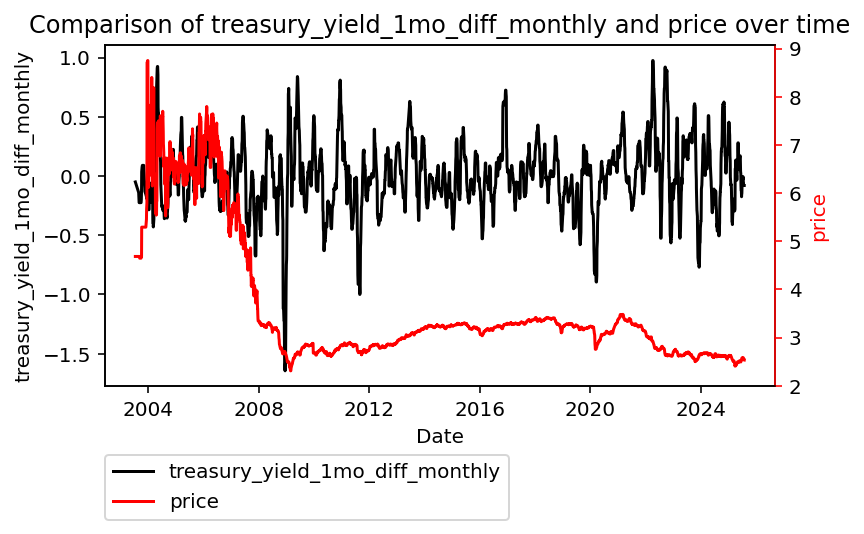 Comparison of treasury_yield_1mo_diff_monthly and price over time
treasury_yield_1mo_diff_monthly
1.0
0.5
0.0
−0.5
−1.0
−1.5
9
8
7
6
5
4
3
2
price
2004 2008 2012 2016 2020 2024
Date
treasury_yield_1mo_diff_monthly
price